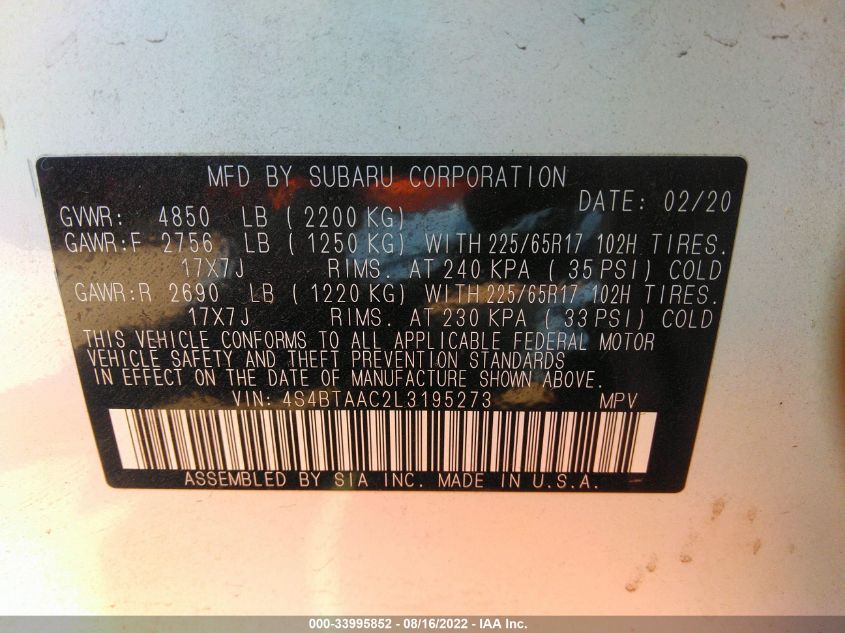 MFD BY SUBARU CORPORATION
DATE: 02/20
GVWR: 4850 LB ( 2200 KG)
GAWR:F 2756 LB ( 1250 KG) WITH 225/65R17 102H TIRES.
17X7J RIMS. AT 240 KPA ( 35 PSI) COLD
GAWR:R 2690 LB ( 1220 KG) WITH 225/65R17 102H TIRES.
17X7J RIMS. AT 230 KPA ( 33 PSI) COLD
THIS VEHICLE CONFORMS TO ALL APPLICABLE FEDERAL MOTOR
VEHICLE SAFETY AND THEFT PREVENTION STANDARDS
IN EFFECT ON THE DATE OF MANUFACTURE SHOWN ABOVE.
VIN: 4S4BTAAC2L3195273 MPV
ASSEMBLED BY SIA INC. MADE IN U.S.A.
000-33995852 - 08/16/2022 - IAA Inc.